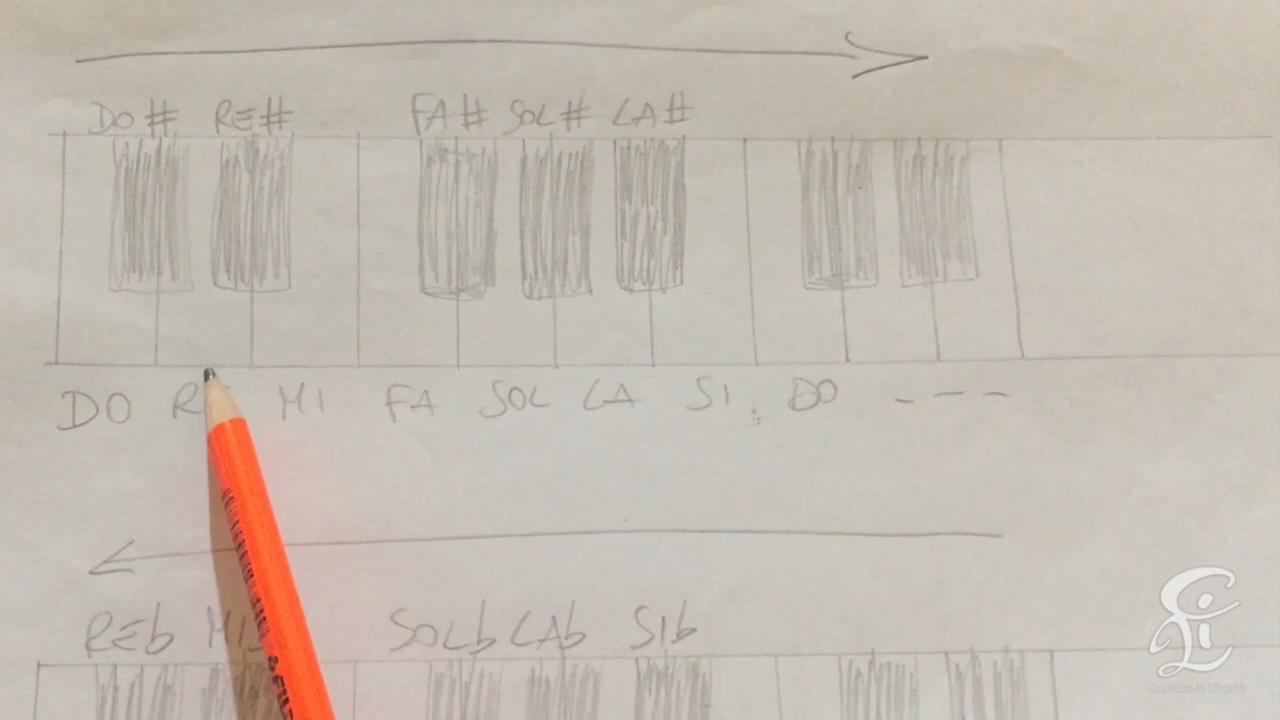 DO# RE# FA# SOL# LA#
DO MI FA SOL LA SI DO ---
REb SOLb LAb SIb